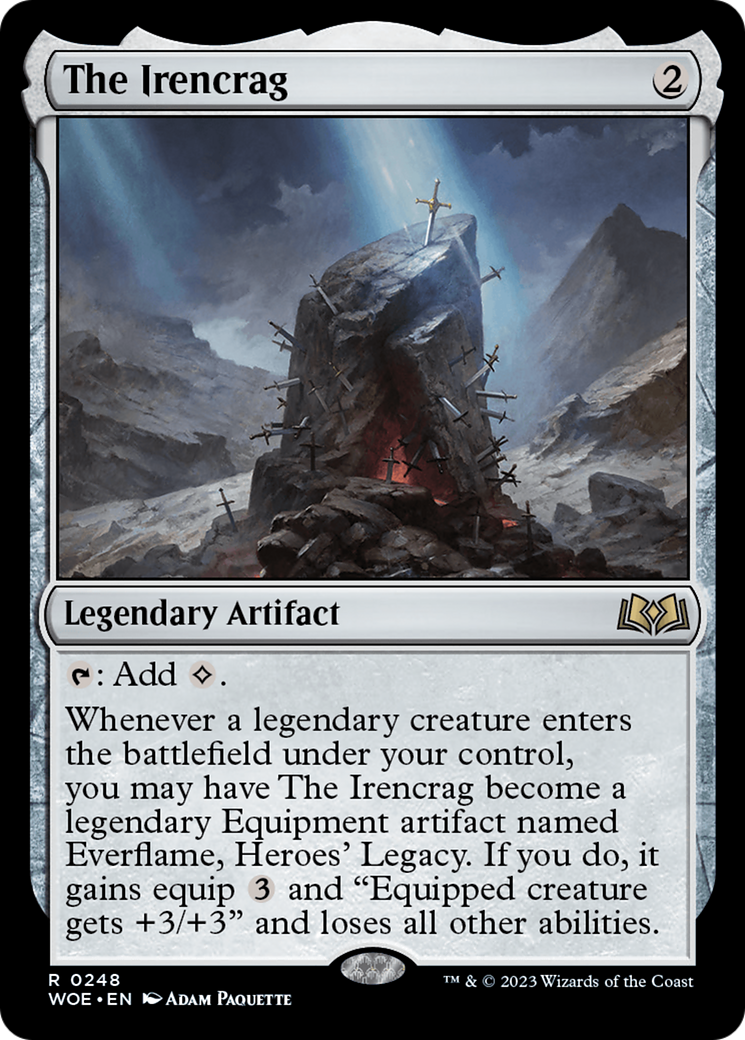 The Irencrag 2
Legendary Artifact
: Add .
Whenever a legendary creature enters
the battlefield under your control,
you may have The Irencrag become a
legendary Equipment artifact named
Everflame, Heroes’ Legacy. If you do, it
gains equip 3 and “Equipped creature
gets +3/+3” and loses all other abilities.
R 0248
™ & © 2023 Wizards of the Coast
WOE • EN Adam Paquette